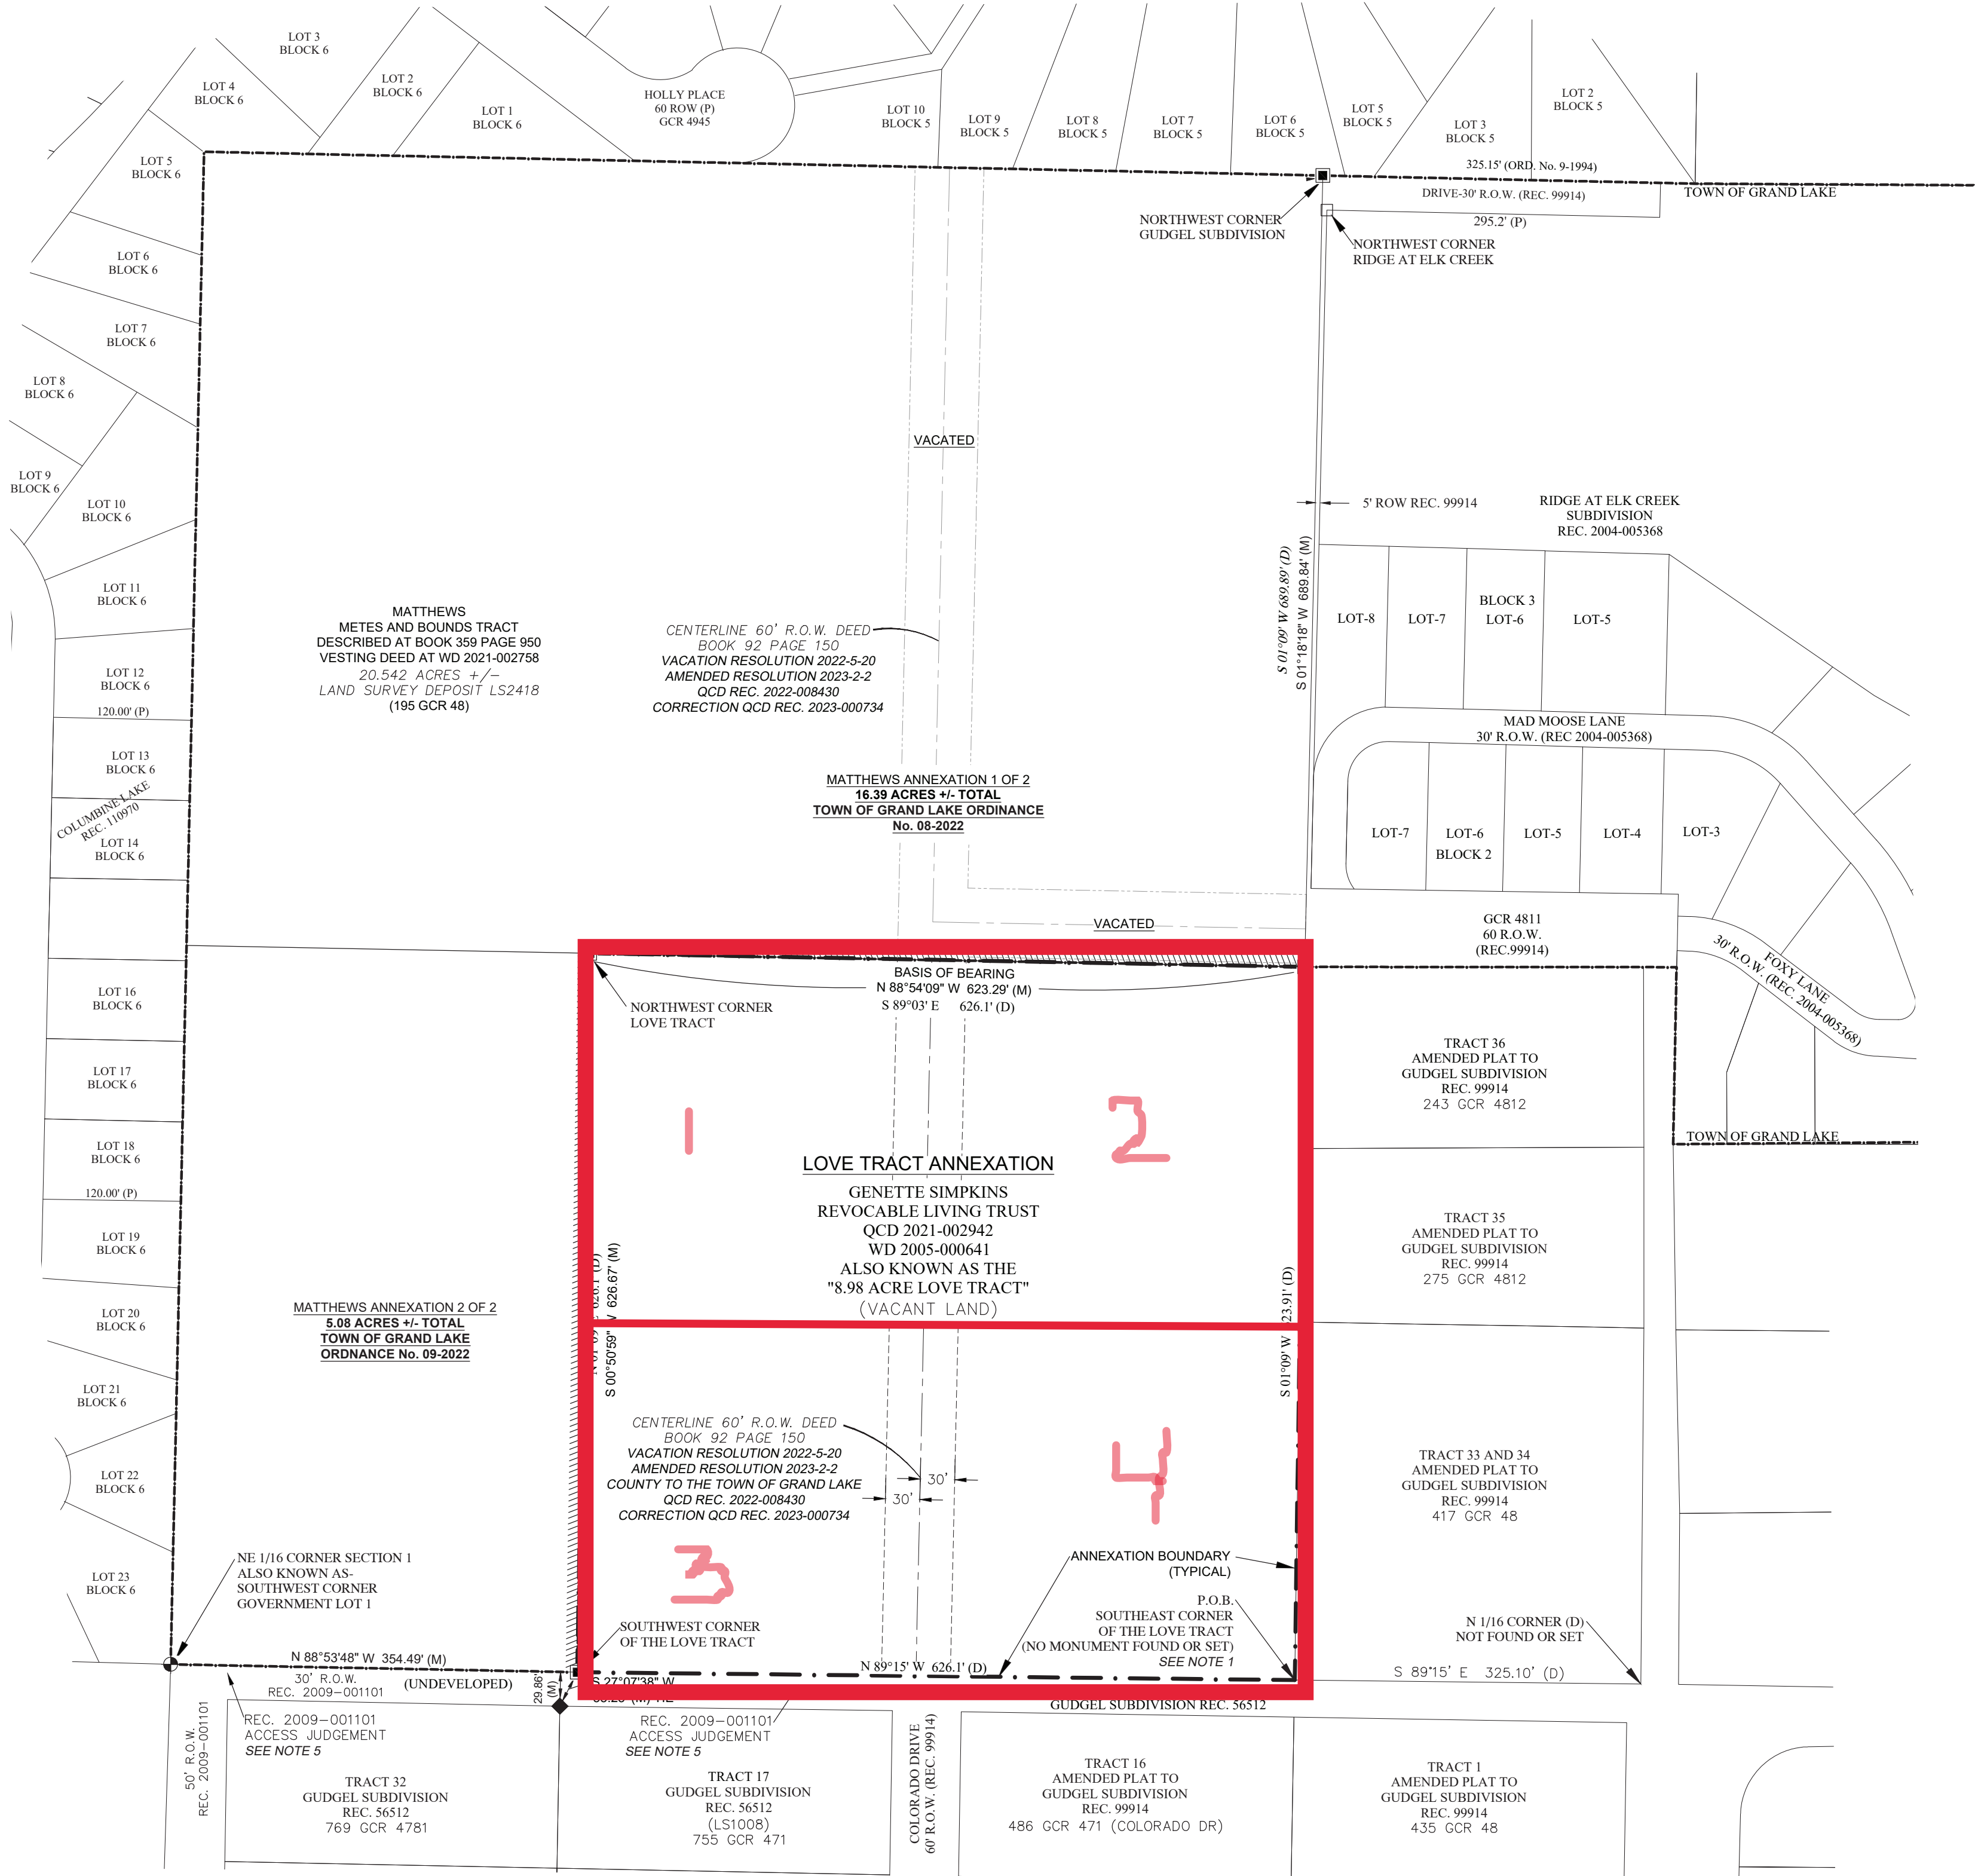 LOT 3
BLOCK 6
LOT 4
BLOCK 6
LOT 2
BLOCK 6
LOT 1
BLOCK 6
HOLLY PLACE
60 ROW (P)
GCR 4945
LOT 10
BLOCK 5
LOT 9
BLOCK 5
LOT 8
BLOCK 5
LOT 7
BLOCK 5
LOT 6
BLOCK 5
LOT 5
BLOCK 5
LOT 3
BLOCK 5
LOT 2
BLOCK 5
LOT 5
BLOCK 6
325.15' (ORD. No. 9-1994)
DRIVE-30' R.O.W. (REC. 99914)
TOWN OF GRAND LAKE
295.2' (P)
NORTHWEST CORNER
GUDGEL SUBDIVISION
NORTHWEST CORNER
RIDGE AT ELK CREEK
LOT 6
BLOCK 6
LOT 7
BLOCK 6
LOT 8
BLOCK 6
LOT 9
BLOCK 6
LOT 10
BLOCK 6
LOT 11
BLOCK 6
LOT 12
BLOCK 6
120.00' (P)
LOT 13
BLOCK 6
COLUMBINE LAKE
REC. 110970
LOT 14
BLOCK 6
VACATED
5' ROW REC. 99914
RIDGE AT ELK CREEK
SUBDIVISION
REC. 2004-005368
S 01°09' W 689.89' (D)
S 01°18'18" W 689.84' (M)
MATTHEWS
METES AND BOUNDS TRACT
DESCRIBED AT BOOK 359 PAGE 950
VESTING DEED AT WD 2021-002758
20.542 ACRES +/-
LAND SURVEY DEPOSIT LS2418
(195 GCR 48)
CENTERLINE 60' R.O.W. DEED
BOOK 92 PAGE 150
VACATION RESOLUTION 2022-5-20
AMENDED RESOLUTION 2023-2-2
QCD REC. 2022-008430
CORRECTION QCD REC. 2023-000734
LOT-8
LOT-7
BLOCK 3
LOT-6
LOT-5
MAD MOOSE LANE
30' R.O.W. (REC 2004-005368)
MATTHEWS ANNEXATION 1 OF 2
16.39 ACRES +/- TOTAL
TOWN OF GRAND LAKE ORDINANCE
No. 08-2022
LOT-7
LOT-6
BLOCK 2
LOT-5
LOT-4
LOT-3
VACATED
GCR 4811
60 R.O.W.
(REC.99914)
FOXY LANE
30' R.O.W. (REC. 2004-005368)
BASIS OF BEARING
N 88°54'09" W 623.29' (M)
S 89°03' E 626.1' (D)
NORTHWEST CORNER
LOVE TRACT
LOT 16
BLOCK 6
LOT 17
BLOCK 6
LOT 18
BLOCK 6
120.00' (P)
LOT 19
BLOCK 6
LOT 20
BLOCK 6
LOT 21
BLOCK 6
LOT 22
BLOCK 6
LOT 23
BLOCK 6
1
2
TRACT 36
AMENDED PLAT TO
GUDGEL SUBDIVISION
REC. 99914
243 GCR 4812
TOWN OF GRAND LAKE
LOVE TRACT ANNEXATION
GENETTE SIMPKINS
REVOCABLE LIVING TRUST
QCD 2021-002942
WD 2005-000641
ALSO KNOWN AS THE
"8.98 ACRE LOVE TRACT"
(VACANT LAND)
TRACT 35
AMENDED PLAT TO
GUDGEL SUBDIVISION
REC. 99914
275 GCR 4812
626.1' (D)
S 00°50'59" W 626.67' (M)
S 01°09' W 23.91' (D)
MATTHEWS ANNEXATION 2 OF 2
5.08 ACRES +/- TOTAL
TOWN OF GRAND LAKE
ORDNANCE No. 09-2022
CENTERLINE 60' R.O.W. DEED
BOOK 92 PAGE 150
VACATION RESOLUTION 2022-5-20
AMENDED RESOLUTION 2023-2-2
COUNTY TO THE TOWN OF GRAND LAKE
QCD REC. 2022-008430
CORRECTION QCD REC. 2023-000734
30'
30'
3
4
TRACT 33 AND 34
AMENDED PLAT TO
GUDGEL SUBDIVISION
REC. 99914
417 GCR 48
NE 1/16 CORNER SECTION 1
ALSO KNOWN AS-
SOUTHWEST CORNER
GOVERNMENT LOT 1
ANNEXATION BOUNDARY
(TYPICAL)
SOUTHWEST CORNER
OF THE LOVE TRACT
P.O.B.
SOUTHEAST CORNER
OF THE LOVE TRACT
(NO MONUMENT FOUND OR SET)
SEE NOTE 1
N 1/16 CORNER (D)
NOT FOUND OR SET
N 88°53'48" W 354.49' (M)
30' R.O.W.
REC. 2009-001101
(UNDEVELOPED)
29.86'
(M)
S 27°07'38" W
N 89°15' W 626.1' (D)
S 89°15' E 325.10' (D)
GUDGEL SUBDIVISION REC. 56512
50' R.O.W.
REC. 2009-001101
REC. 2009-001101
ACCESS JUDGEMENT
SEE NOTE 5
TRACT 32
GUDGEL SUBDIVISION
REC. 56512
769 GCR 4781
REC. 2009-001101
ACCESS JUDGEMENT
SEE NOTE 5
TRACT 17
GUDGEL SUBDIVISION
REC. 56512
(LS1008)
755 GCR 471
COLORADO DRIVE
60' R.O.W. (REC. 99914)
TRACT 16
AMENDED PLAT TO
GUDGEL SUBDIVISION
REC. 99914
486 GCR 471 (COLORADO DR)
TRACT 1
AMENDED PLAT TO
GUDGEL SUBDIVISION
REC. 99914
435 GCR 48